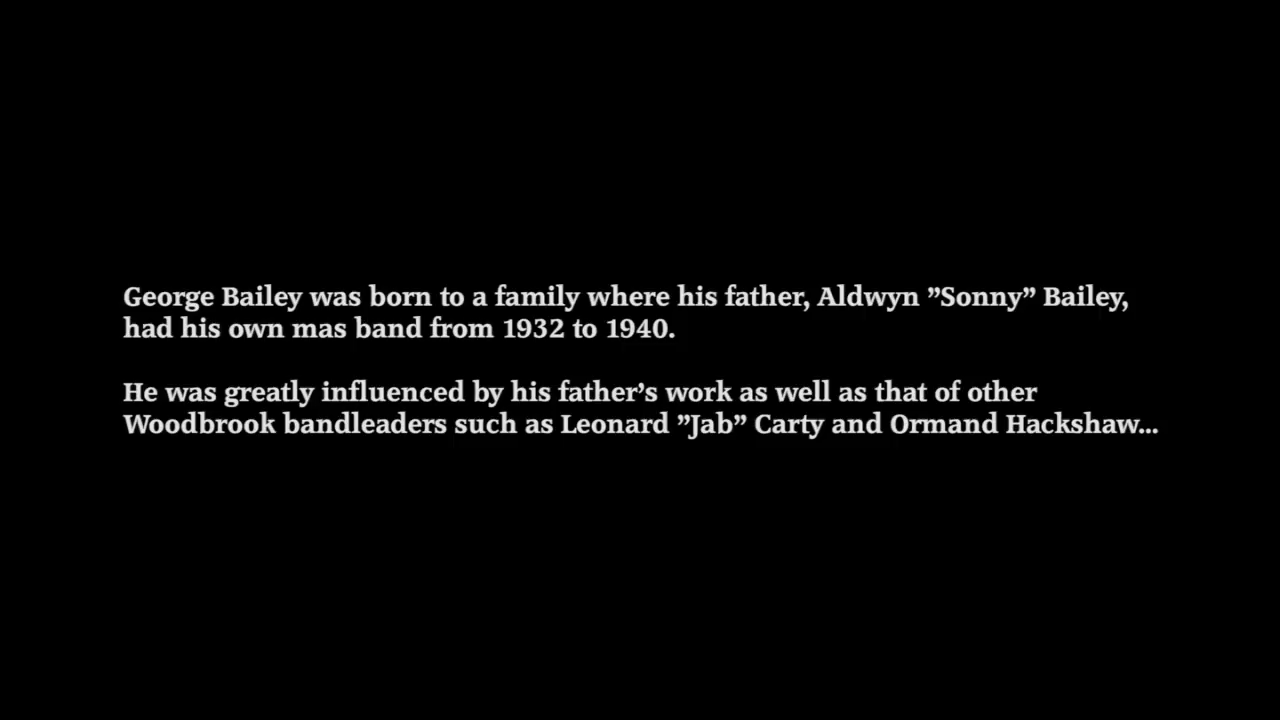 George Bailey was born to a family where his father, Aldwyn ”Sonny” Bailey,
had his own mas band from 1932 to 1940.
He was greatly influenced by his father’s work as well as that of other
Woodbrook bandleaders such as Leonard ”Jab” Carty and Ormand Hackshaw...